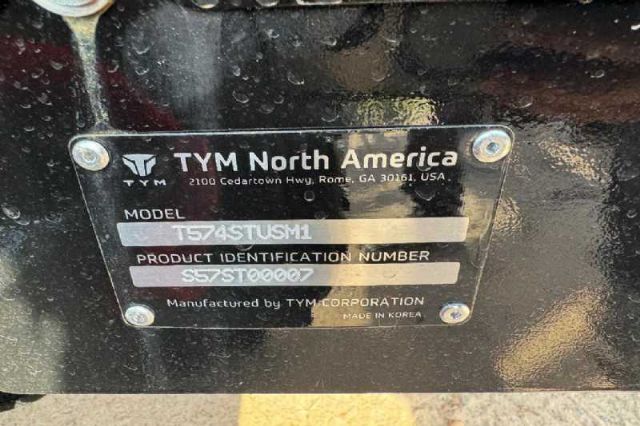 TYM
TYM North America
2100 Cedartown Hwy, Rome, GA 30161, USA
MODEL
T574STUSM1
PRODUCT IDENTIFICATION NUMBER
S57ST00007
Manufactured by TYM CORPORATION
MADE IN KOREA